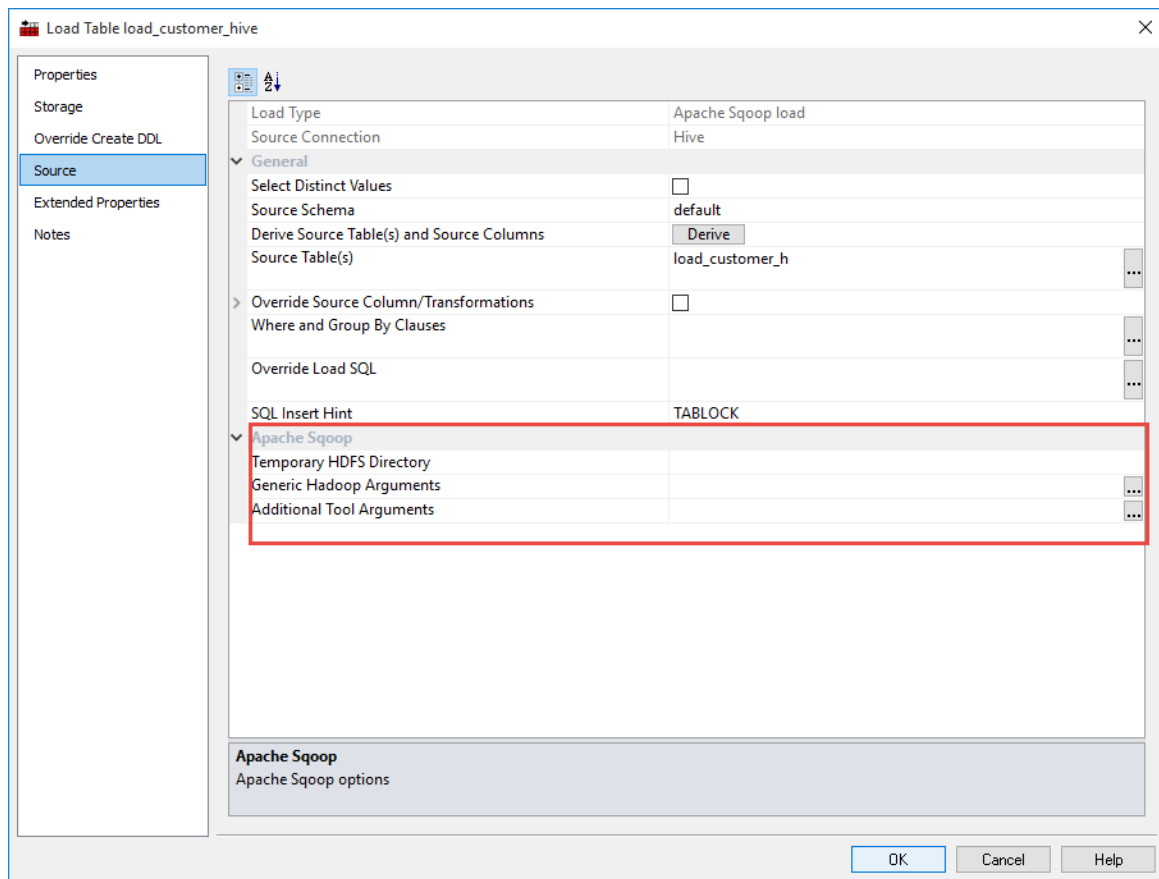 Load Table load_customer_hive
Properties
Storage
Override Create DDL
Source
Extended Properties
Notes
Load Type Apache Sqoop load
Source Connection Hive
General
Select Distinct Values
Source Schema default
Derive Source Table(s) and Source Columns Derive
Source Table(s) load_customer_h
...
Override Source Column/Transformations
Where and Group By Clauses
...
Override Load SQL
...
SQL Insert Hint TABLOCK
Apache Sqoop
Temporary HDFS Directory
Generic Hadoop Arguments ...
Additional Tool Arguments ...
Apache Sqoop
Apache Sqoop options
OK Cancel Help